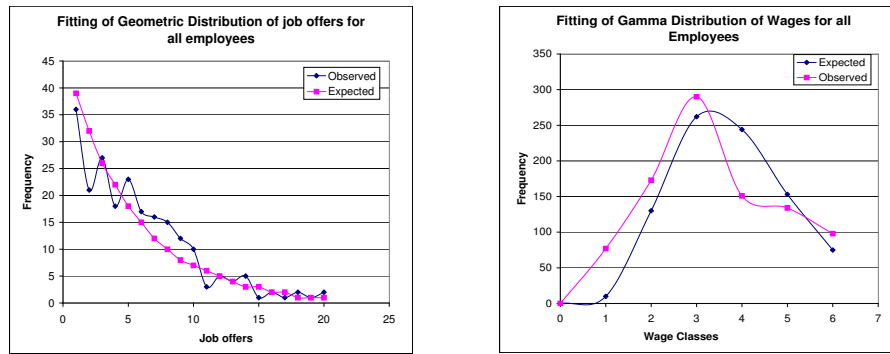 Fitting of Geometric Distribution of job offers for
all employees
45
40
35
30
25
20
15
10
5
0
Frequency
Observed
Expected
0 5 10 15 20 25
Job offers
Fitting of Gamma Distribution of Wages for all
Employees
350
300
250
200
150
100
50
0
Frequency
Expected
Observed
0 1 2 3 4 5 6 7
Wage Classes